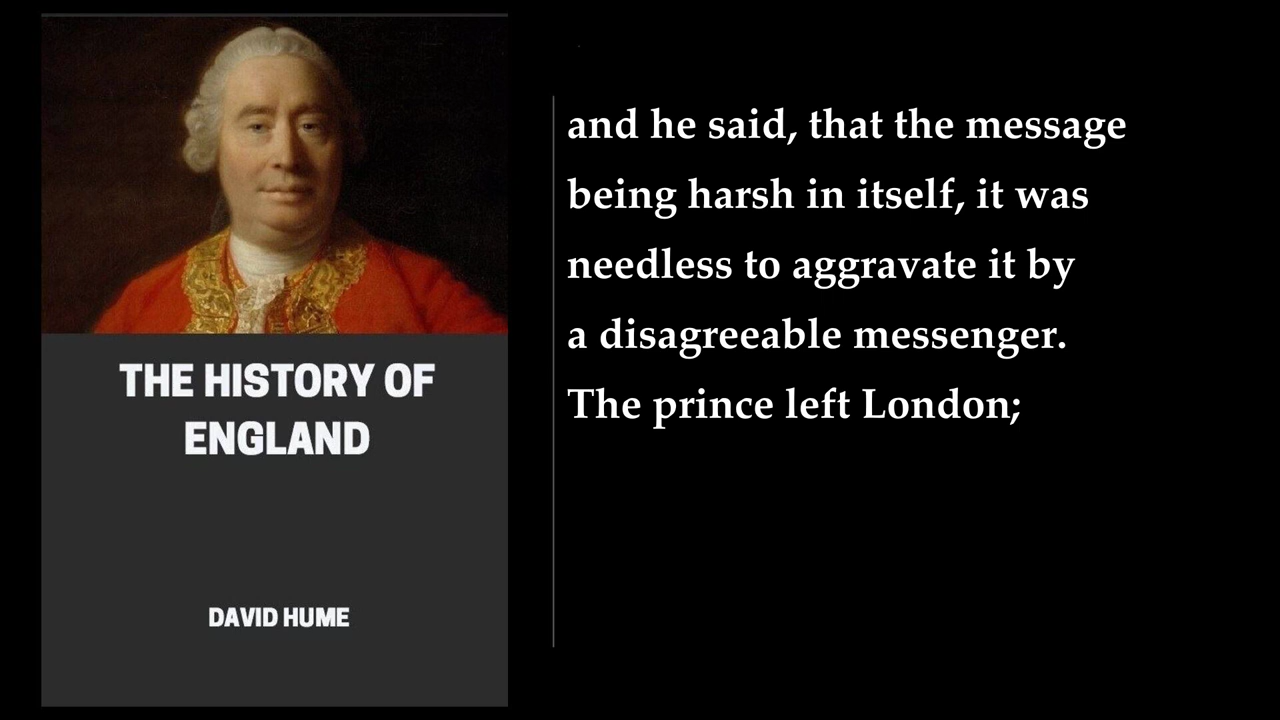 THE HISTORY OF
ENGLAND
DAVID HUME
and he said, that the message
being harsh in itself, it was
needless to aggravate it by
a disagreeable messenger.
The prince left London;